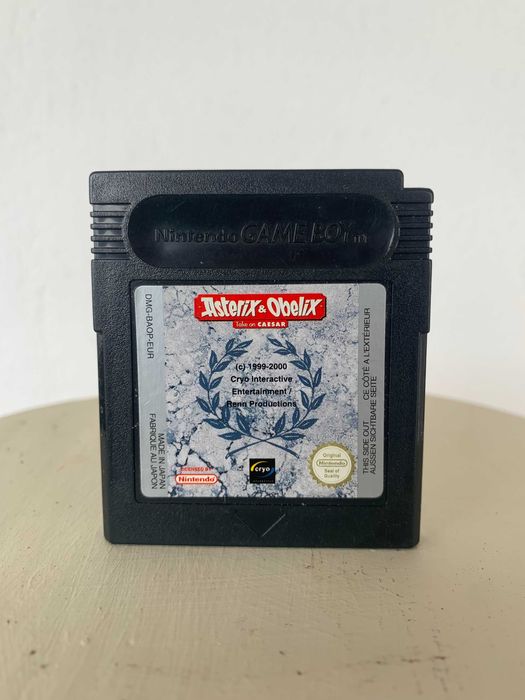 Nintendo GAME BOY TM
Asterix & Obelix
Take on CAESAR
(c) 1999-2000
Cryo Interactive
Entertainment /
Renn Productions
LICENSED BY
Nintendo
cryo
Original
Nintendo
Seal of
Quality
DMG-BAOP-EUR
MADE IN JAPAN
FABRIQUÉ AU JAPON
THIS SIDE OUT CE CÔTÉ A L'EXTÉRIEUR
AUSSEN SICHTBARE SEITE